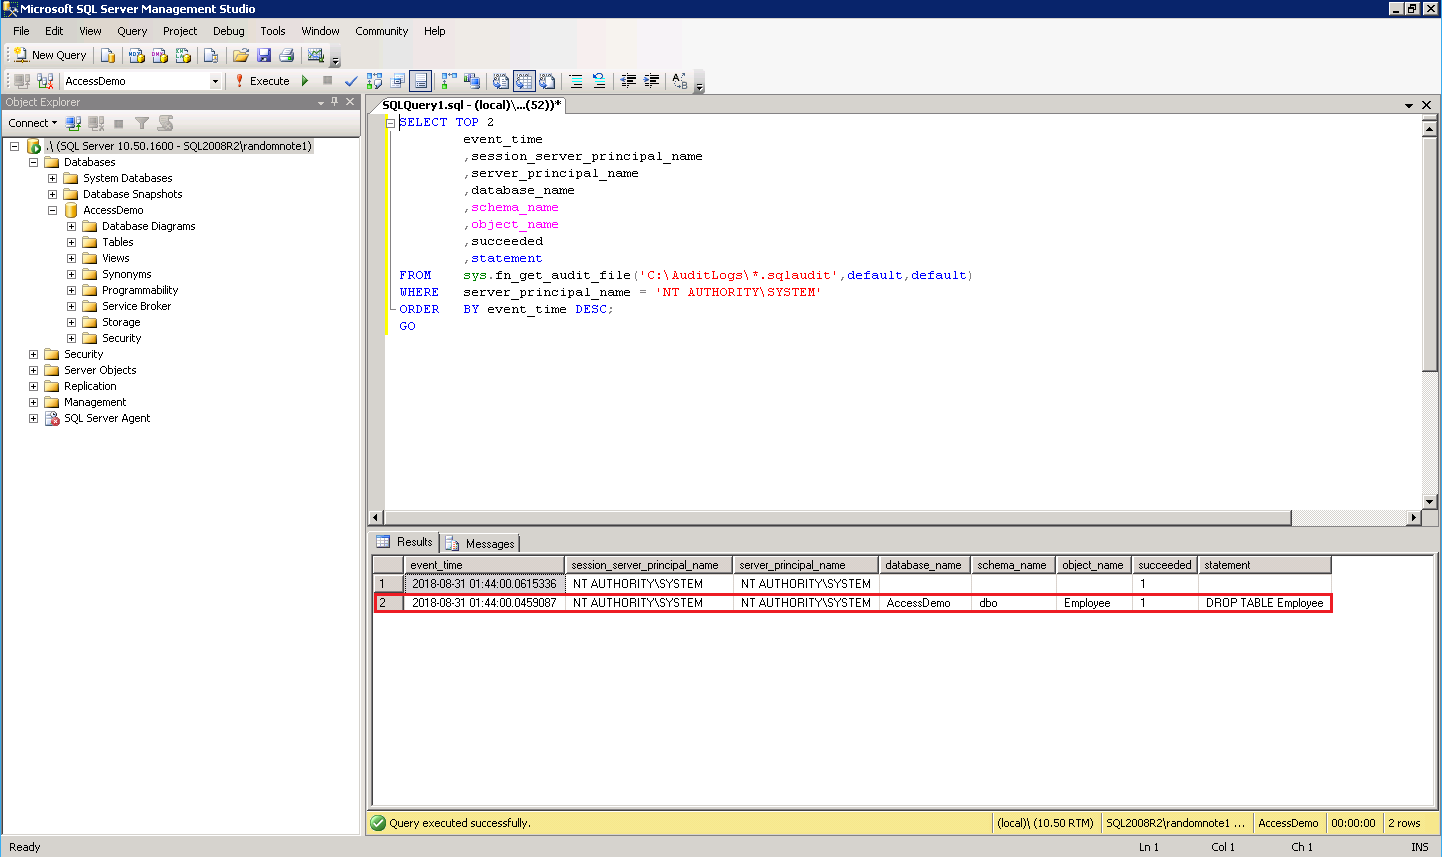 Microsoft SQL Server Management Studio
File Edit View Query Project Debug Tools Window Community Help
New Query
AccessDemo Execute
Object Explorer
Connect
.\ (SQL Server 10.50.1600 - SQL2008R2\randomnote1)
Databases
System Databases
Database Snapshots
AccessDemo
Database Diagrams
Tables
Views
Synonyms
Programmability
Service Broker
Storage
Security
Security
Server Objects
Replication
Management
SQL Server Agent
SQLQuery1.sql - (local)\...(52))*
SELECT TOP 2
event_time
,session_server_principal_name
,server_principal_name
,database_name
,schema_name
,object_name
,succeeded
,statement
FROM sys.fn_get_audit_file('C:\AuditLogs\*.sqlaudit',default,default)
WHERE server_principal_name = 'NT AUTHORITY\SYSTEM'
ORDER BY event_time DESC;
GO
Results Messages
event_time session_server_principal_name server_principal_name database_name schema_name object_name succeeded statement
1 2018-08-31 01:44:00.0615336 NT AUTHORITY\SYSTEM NT AUTHORITY\SYSTEM 1
2 2018-08-31 01:44:00.0459087 NT AUTHORITY\SYSTEM NT AUTHORITY\SYSTEM AccessDemo dbo Employee 1 DROP TABLE Employee
Query executed successfully. (local)\ (10.50 RTM) SQL2008R2\randomnote1 ... AccessDemo 00:00:00 2 rows
Ready Ln 1 Col 1 Ch 1 INS